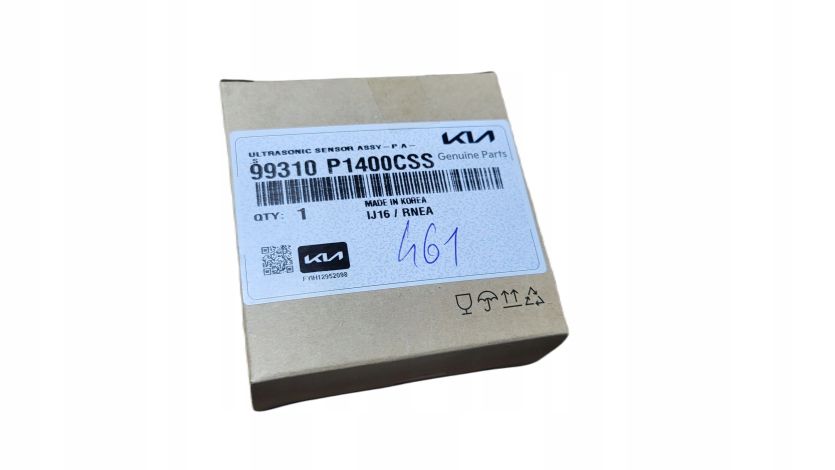 ULTRASONIC SENSOR ASSY-P A-
S
KIA
Genuine Parts
99310 P1400CSS
MADE IN KOREA
QTY: 1
IJ16 / RNEA
461
KIA